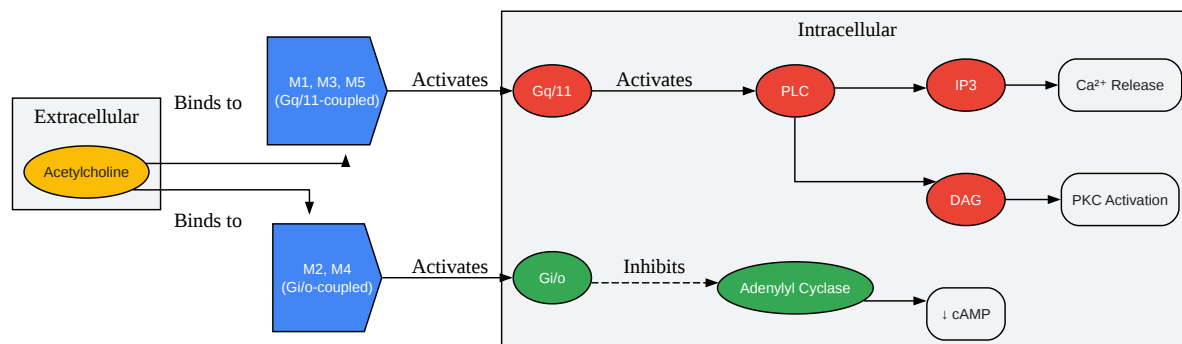 Intracellular
M1, M3, M5
(Gq/11-coupled)
Activates
Gq/11
Activates
PLC
IP3
Ca²⁺ Release
Binds to
Extracellular
Acetylcholine
DAG
PKC Activation
Binds to
M2, M4
(Gi/o-coupled)
Activates
Gi/o
Inhibits
Adenylyl Cyclase
↓ cAMP